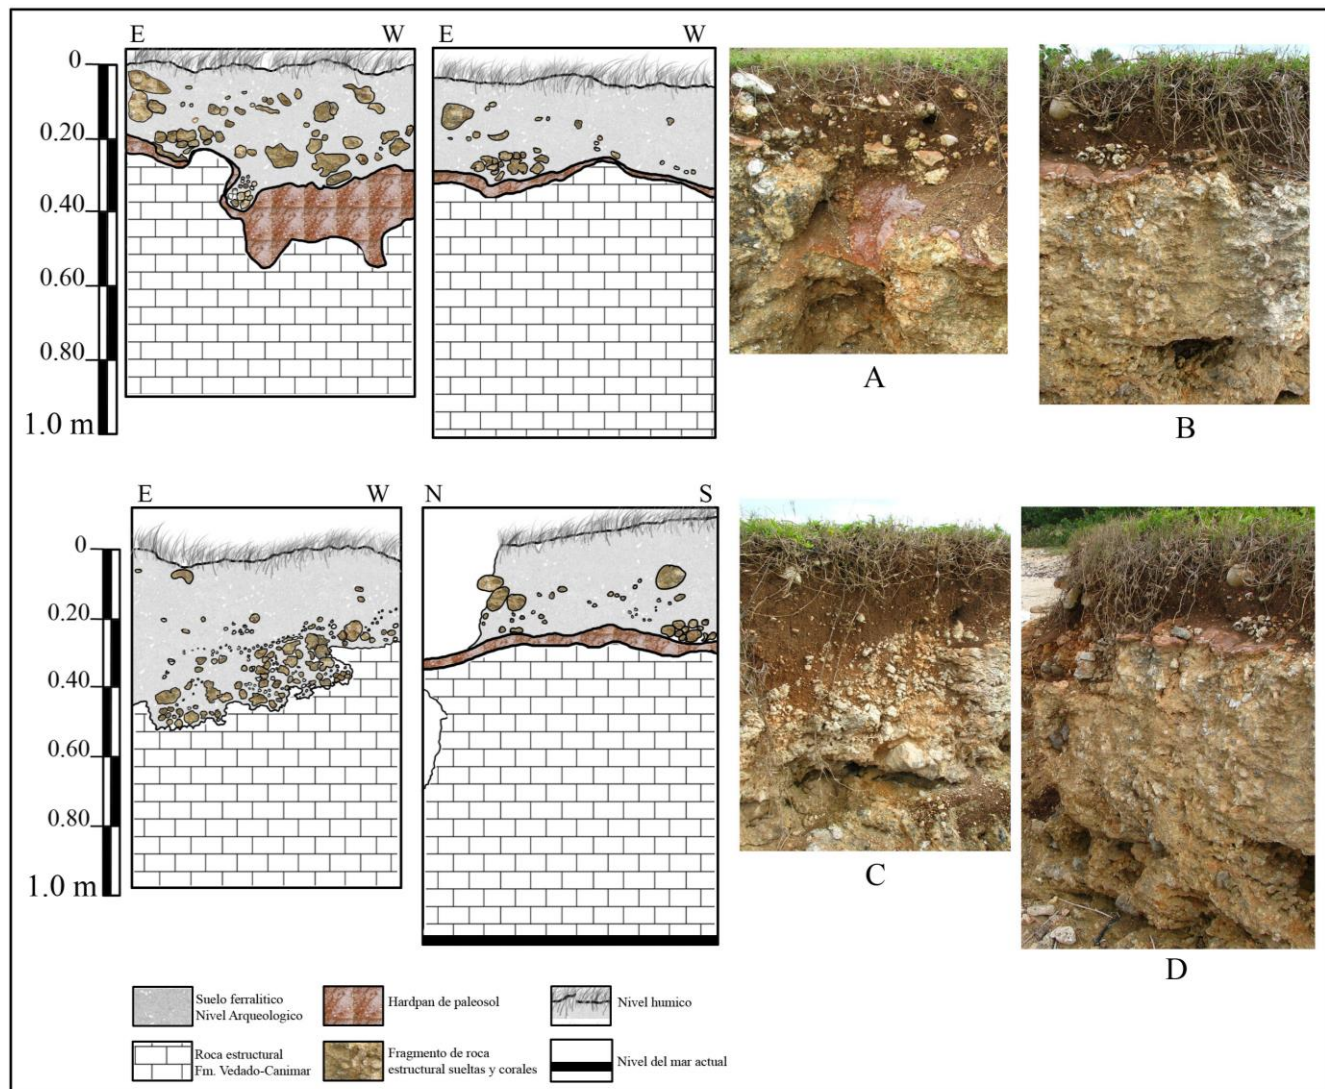 E W
E W
0
0.20
0.40
0.60
0.80
1.0 m
A
B
E W
N S
0
0.20
0.40
0.60
0.80
1.0 m
C
D
Suelo ferralitico
Nivel Arqueologico
Hardpan de paleosol
Nivel humico
Roca estructural
Fm. Vedado-Canimar
Fragmento de roca
estructural sueltas y corales
Nivel del mar actual